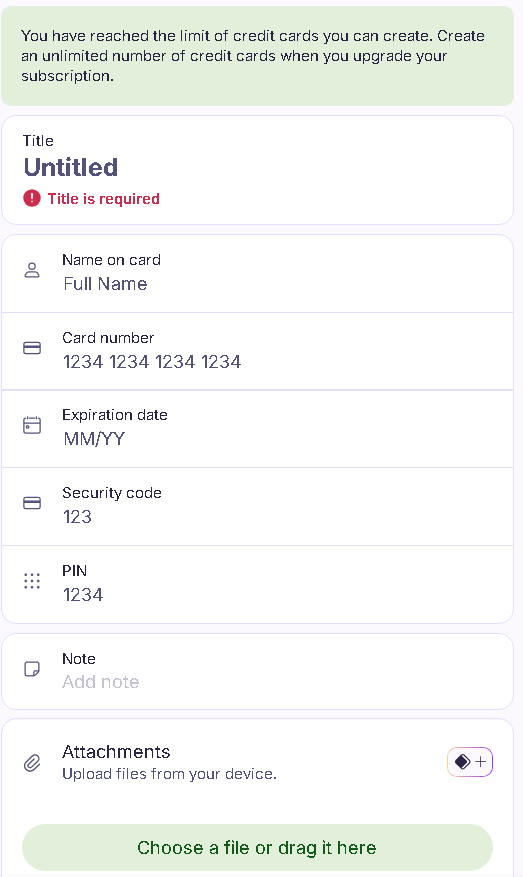 You have reached the limit of credit cards you can create. Create
an unlimited number of credit cards when you upgrade your
subscription.
Title
Untitled
Title is required
Name on card
Full Name
Card number
1234 1234 1234 1234
Expiration date
MM/YY
Security code
123
PIN
1234
Note
Add note
Attachments
Upload files from your device.
Choose a file or drag it here